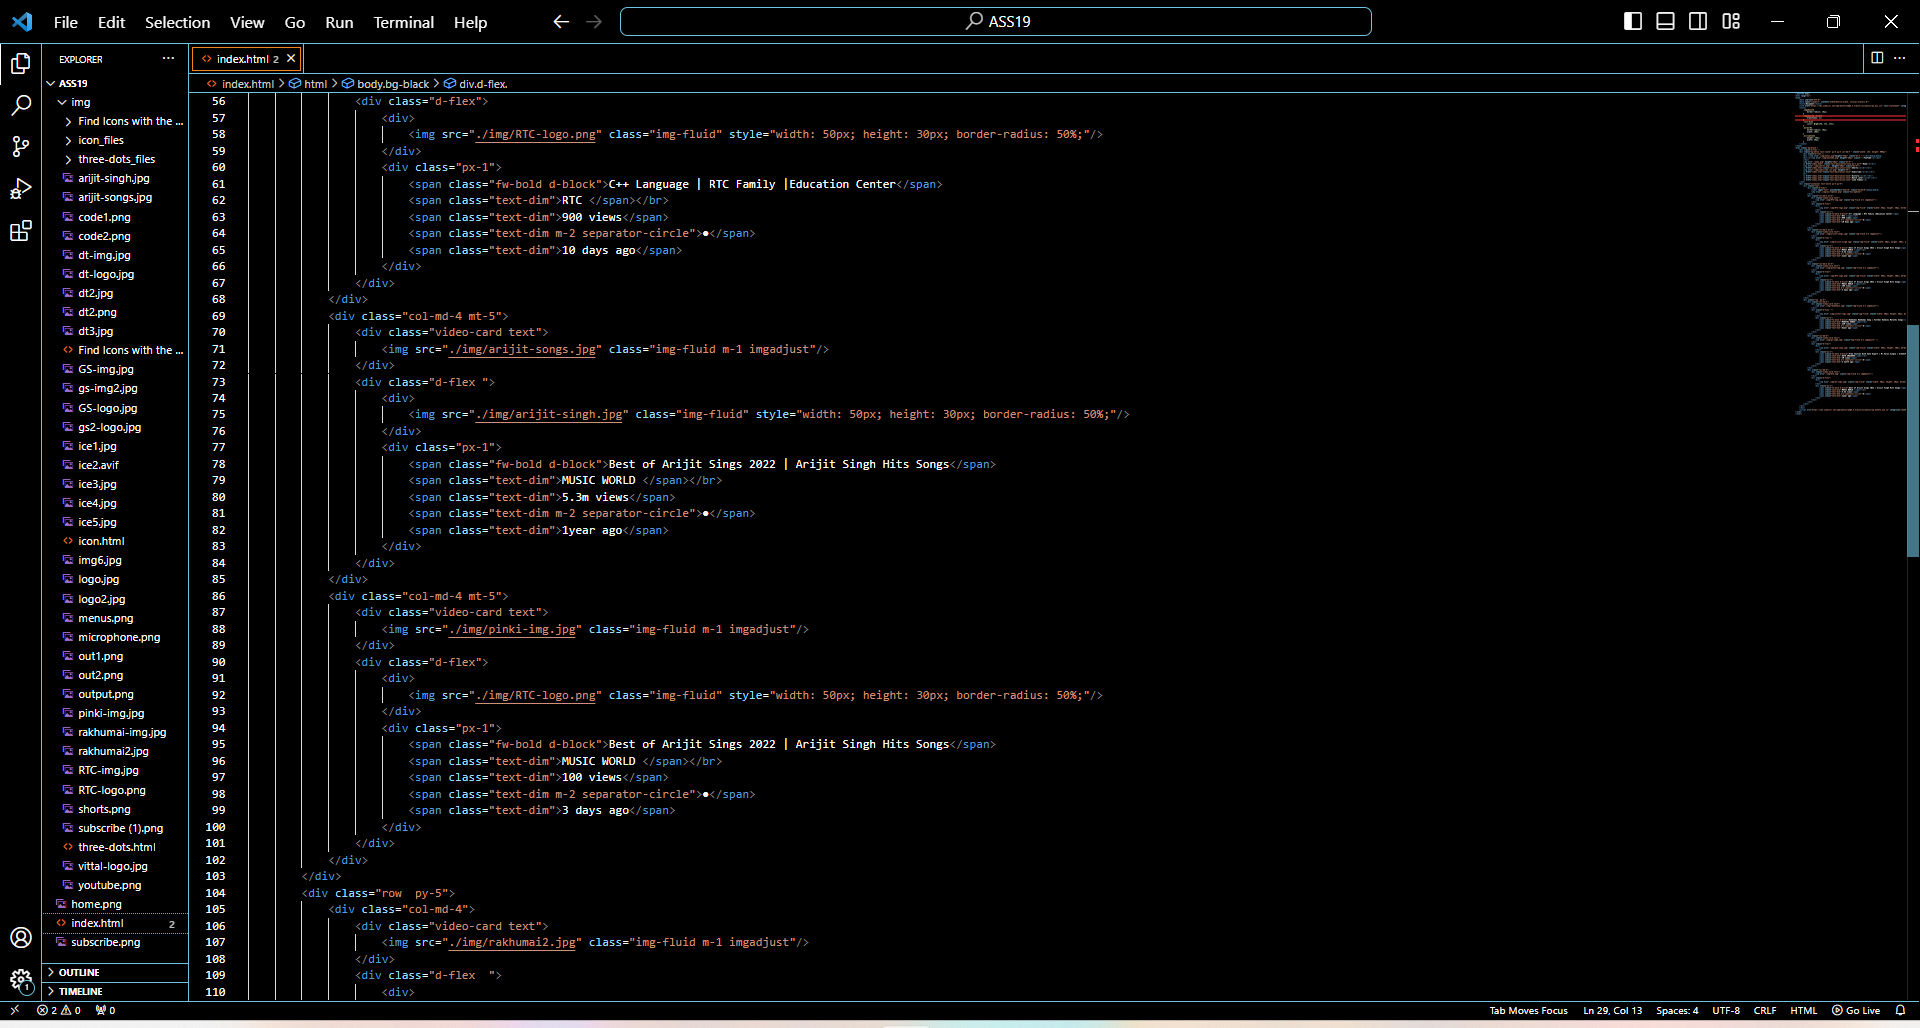 File Edit Selection View Go Run Terminal Help
ASS19
EXPLORER
ASS19
img
Find Icons with the ...
icon_files
three-dots_files
arijit-singh.jpg
arijit-songs.jpg
code1.png
code2.png
dt-img.jpg
dt-logo.jpg
dt2.jpg
dt2.png
dt3.jpg
Find Icons with the ...
GS-img.jpg
gs-img2.jpg
GS-logo.jpg
gs2-logo.jpg
ice1.jpg
ice2.avif
ice3.jpg
ice4.jpg
ice5.jpg
icon.html
img6.jpg
logo.jpg
logo2.jpg
menus.png
microphone.png
out1.png
out2.png
output.png
pinki-img.jpg
rakhumai-img.jpg
rakhumai2.jpg
RTC-img.jpg
RTC-logo.png
shorts.png
subscribe (1).png
three-dots.html
vittal-logo.jpg
youtube.png
home.png
index.html 2
subscribe.png
OUTLINE
TIMELINE
1
index.html 2
index.html > html > body.bg-black > div.d-flex.
56 <div class="d-flex">
57 <div>
58 <img src="./img/RTC-logo.png" class="img-fluid" style="width: 50px; height: 30px; border-radius: 50%;"/>
59 </div>
60 <div class="px-1">
61 <span class="fw-bold d-block">C++ Language | RTC Family |Education Center</span>
62 <span class="text-dim">RTC </span></br>
63 <span class="text-dim">900 views</span>
64 <span class="text-dim m-2 separator-circle">●</span>
65 <span class="text-dim">10 days ago</span>
66 </div>
67 </div>
68 </div>
69 <div class="col-md-4 mt-5">
70 <div class="video-card text">
71 <img src="./img/arijit-songs.jpg" class="img-fluid m-1 imgadjust"/>
72 </div>
73 <div class="d-flex ">
74 <div>
75 <img src="./img/arijit-singh.jpg" class="img-fluid" style="width: 50px; height: 30px; border-radius: 50%;"/>
76 </div>
77 <div class="px-1">
78 <span class="fw-bold d-block">Best of Arijit Sings 2022 | Arijit Singh Hits Songs</span>
79 <span class="text-dim">MUSIC WORLD </span></br>
80 <span class="text-dim">5.3m views</span>
81 <span class="text-dim m-2 separator-circle">●</span>
82 <span class="text-dim">1year ago</span>
83 </div>
84 </div>
85 </div>
86 <div class="col-md-4 mt-5">
87 <div class="video-card text">
88 <img src="./img/pinki-img.jpg" class="img-fluid m-1 imgadjust"/>
89 </div>
90 <div class="d-flex">
91 <div>
92 <img src="./img/RTC-logo.png" class="img-fluid" style="width: 50px; height: 30px; border-radius: 50%;"/>
93 </div>
94 <div class="px-1">
95 <span class="fw-bold d-block">Best of Arijit Sings 2022 | Arijit Singh Hits Songs</span>
96 <span class="text-dim">MUSIC WORLD </span></br>
97 <span class="text-dim">100 views</span>
98 <span class="text-dim m-2 separator-circle">●</span>
99 <span class="text-dim">3 days ago</span>
100 </div>
101 </div>
102 </div>
103 </div>
104 <div class="row  py-5">
105 <div class="col-md-4">
106 <div class="video-card text">
107 <img src="./img/rakhumai2.jpg" class="img-fluid m-1 imgadjust"/>
108 </div>
109 <div class="d-flex  ">
110 <div>
2 0 0 Tab Moves Focus Ln 29, Col 13 Spaces: 4 UTF-8 CRLF HTML Go Live